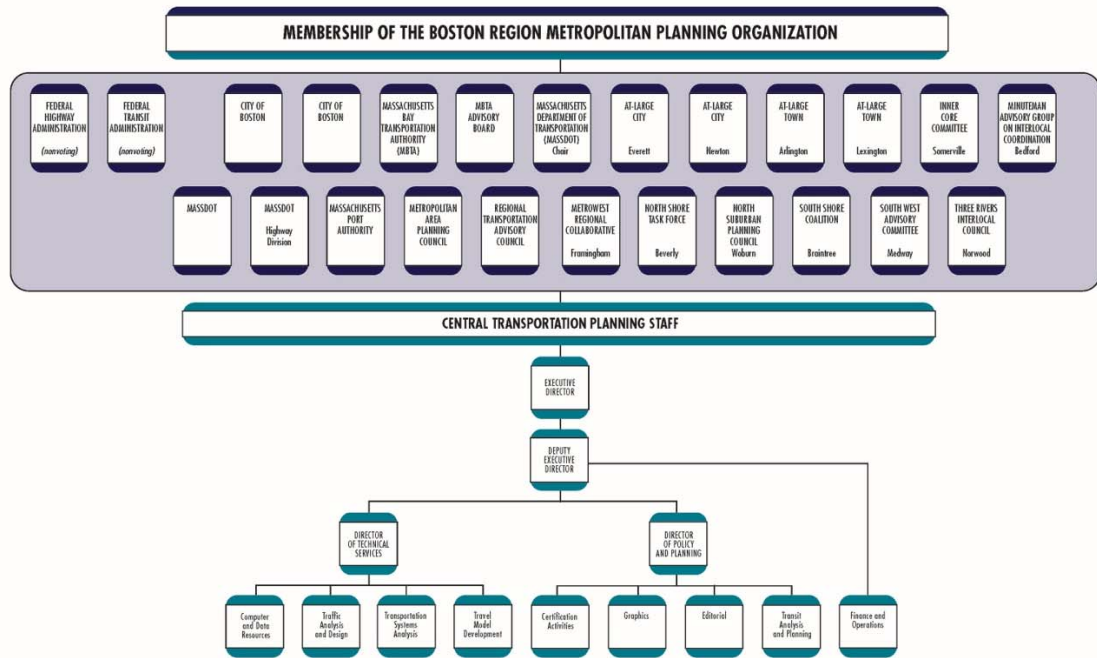 MEMBERSHIP OF THE BOSTON REGION METROPOLITAN PLANNING ORGANIZATION
FEDERAL
HIGHWAY
ADMINISTRATION
(nonvoting)
FEDERAL
TRANSIT
ADMINISTRATION
(nonvoting)
CITY OF
BOSTON
CITY OF
BOSTON
MASSACHUSETTS
BAY
TRANSPORTATION
AUTHORITY
(MBTA)
MBTA
ADVISORY
BOARD
MASSACHUSETTS
DEPARTMENT OF
TRANSPORTATION
(MASSDOT)
Chair
AT-LARGE
CITY
Everett
AT-LARGE
CITY
Newton
AT-LARGE
TOWN
Arlington
AT-LARGE
TOWN
Lexington
INNER
CORE
COMMITTEE
Somerville
MINUTEMAN
ADVISORY GROUP
ON INTERLOCAL
COORDINATION
Bedford
MASSDOT
MASSDOT
Highway
Division
MASSACHUSETTS
PORT
AUTHORITY
METROPOLITAN
AREA
PLANNING
COUNCIL
REGIONAL
TRANSPORTATION
ADVISORY
COUNCIL
METROWEST
REGIONAL
COLLABORATIVE
Framingham
NORTH SHORE
TASK FORCE
Beverly
NORTH
SUBURBAN
PLANNING
COUNCIL
Woburn
SOUTH SHORE
COALITION
Braintree
SOUTH WEST
ADVISORY
COMMITTEE
Medway
THREE RIVERS
INTERLOCAL
COUNCIL
Norwood
CENTRAL TRANSPORTATION PLANNING STAFF
EXECUTIVE
DIRECTOR
DEPUTY
EXECUTIVE
DIRECTOR
DIRECTOR
OF TECHNICAL
SERVICES
DIRECTOR
OF POLICY
AND PLANNING
Computer
and Data
Resources
Traffic
Analysis
and Design
Transportation
Systems
Analysis
Travel
Model
Development
Certification
Activities
Graphics
Editorial
Transit
Analysis
and Planning
Finance and
Operations